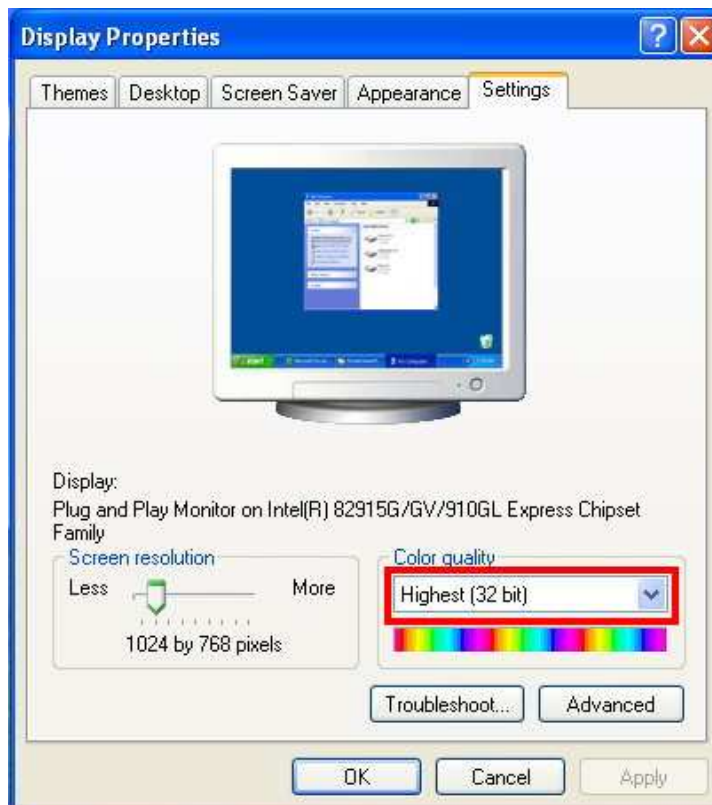 Display Properties
?
Themes Desktop Screen Saver Appearance Settings
Display:
Plug and Play Monitor on Intel(R) 82915G/GV/910GL Express Chipset
Family
Screen resolution
Less More
1024 by 768 pixels
Color quality
Highest (32 bit)
Troubleshoot... Advanced
OK Cancel Apply